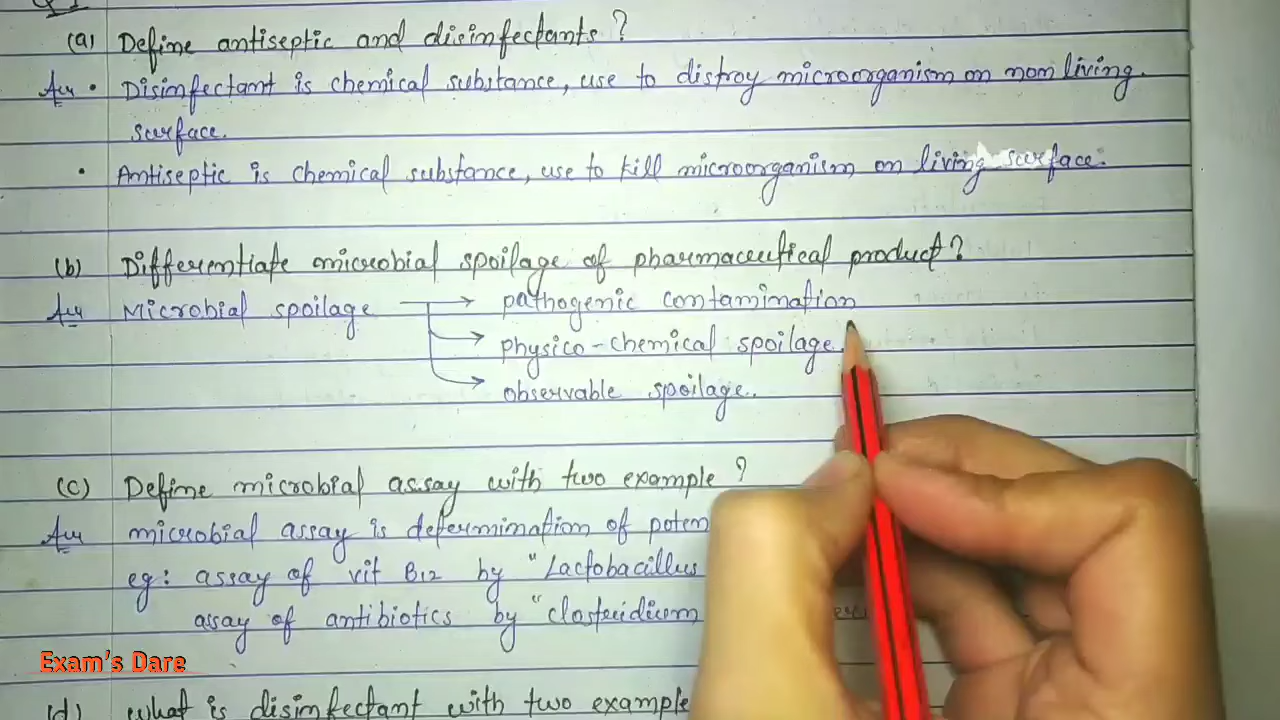 (a) Define antiseptic and disinfectants ?
Ans • Disinfectant is chemical substance, use to distroy microorganism on non living
surface.
• Antiseptic is chemical substance, use to kill microorganism on living surface.
(b) Differentiate microbial spoilage of pharmaceutical product ?
Ans Microbial spoilage → pathogenic contamination
→ physico-chemical spoilage
→ observable spoilage.
(c) Define microbial assay with two example ?
Ans microbial assay is determination of poten
eg: assay of vit B12 by "Lactobacillus
assay of antibiotics by "clostridium
Exam's Dare
(d) What is disinfectant with two example